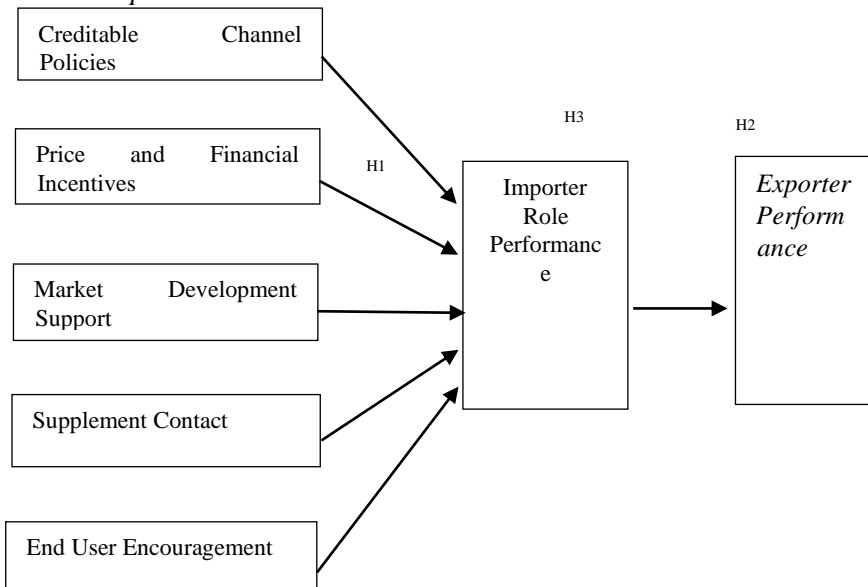 Creditable Channel
Policies
H3
H2
Price and Financial
Incentives
H1
Importer
Role
Performanc
e
Exporter
Perform
ance
Market Development
Support
Supplement Contact
End User Encouragement